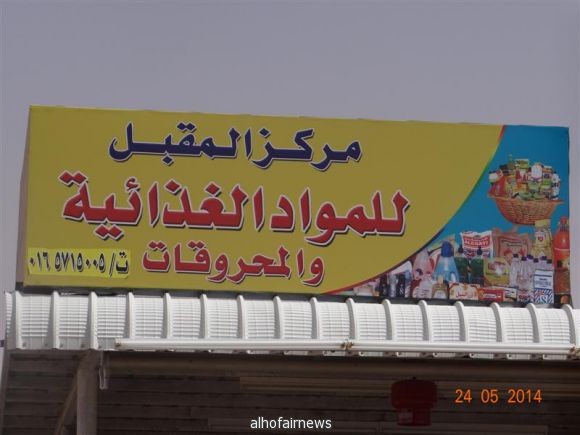 مركز المقبل
للمواد الغذائية
والمحروقات
ت/ ٠١٦٥٧١٥٠٠٥
24 05 2014
alhofairnews